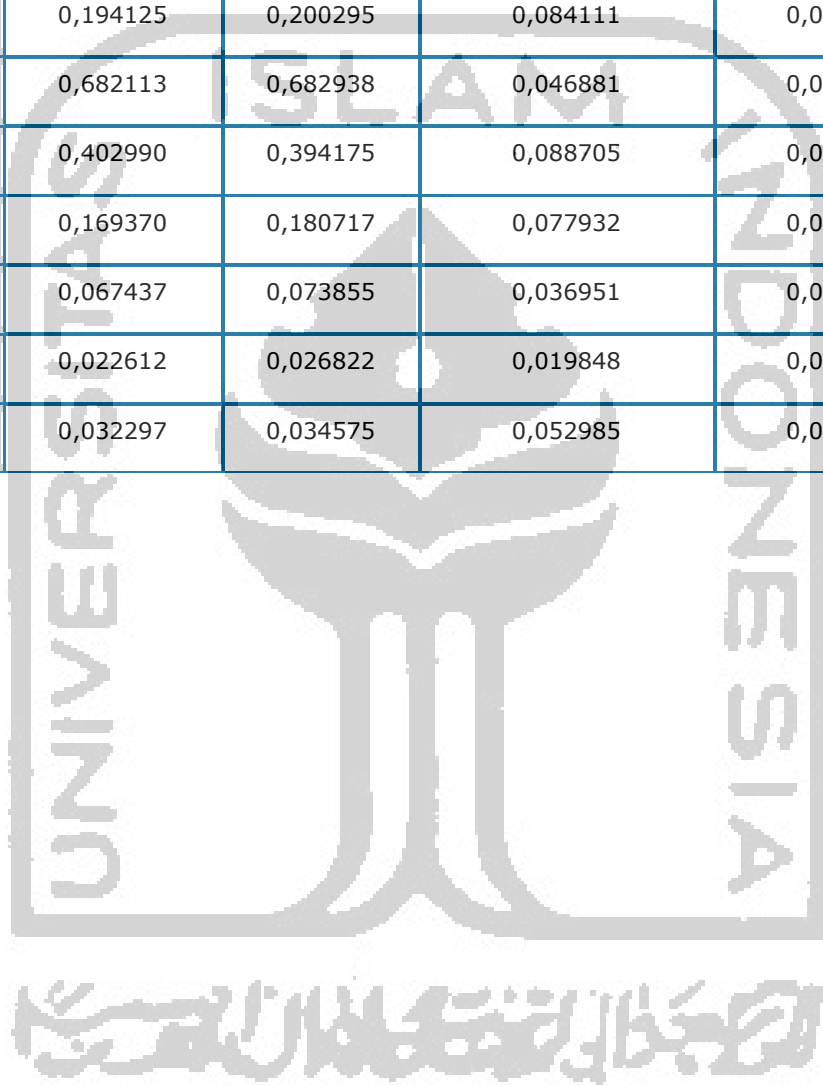 0,194125 0,200295 0,084111 0,0
0,682113 0,682938 0,046881 0,0
0,402990 0,394175 0,088705 0,0
0,169370 0,180717 0,077932 0,0
0,067437 0,073855 0,036951 0,0
0,022612 0,026822 0,019848 0,0
0,032297 0,034575 0,052985 0,0
UNIVERSITAS ISLAM INDONESIA